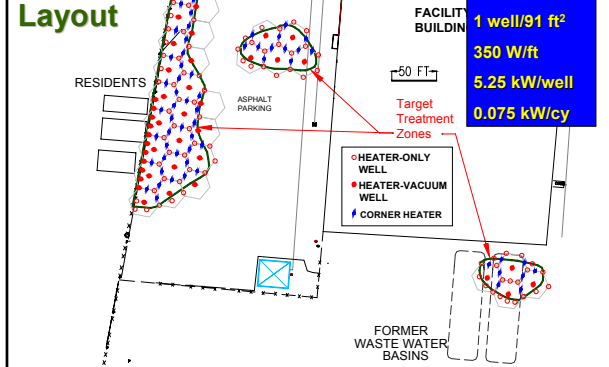 Layout
FACILITY
BUILDING
1 well/91 ft²
350 W/ft
5.25 kW/well
0.075 kW/cy
50 FT
RESIDENTS
ASPHALT
PARKING
Target
Treatment
Zones
HEATER-ONLY
WELL
HEATER-VACUUM
WELL
CORNER HEATER
FORMER
WASTE WATER
BASINS